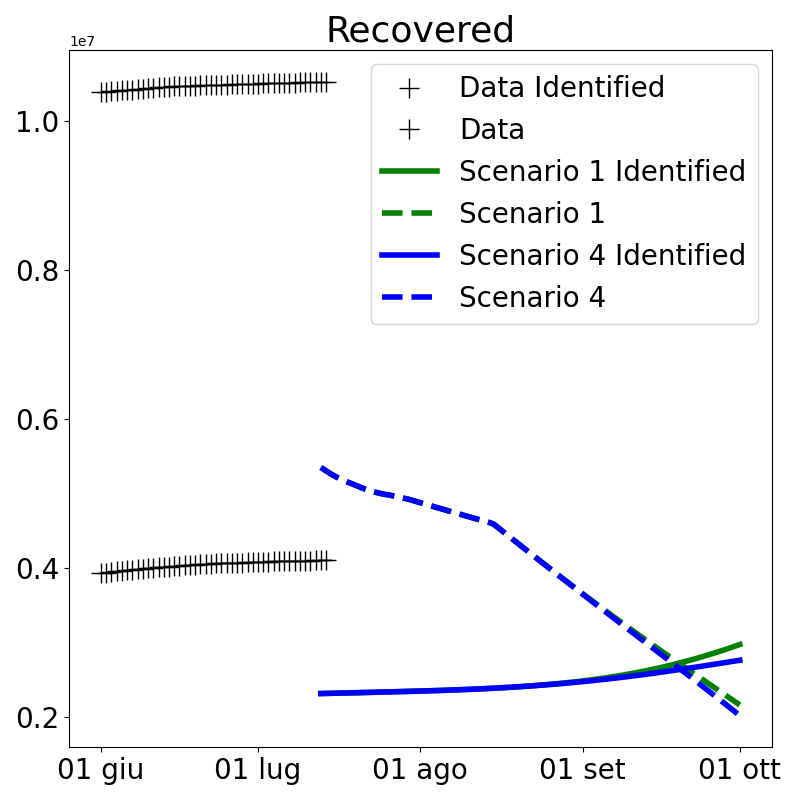 Recovered
1e7
1.0
0.8
0.6
0.4
0.2
Data Identified
Data
Scenario 1 Identified
Scenario 1
Scenario 4 Identified
Scenario 4
01 giu 01 lug 01 ago 01 set 01 ott